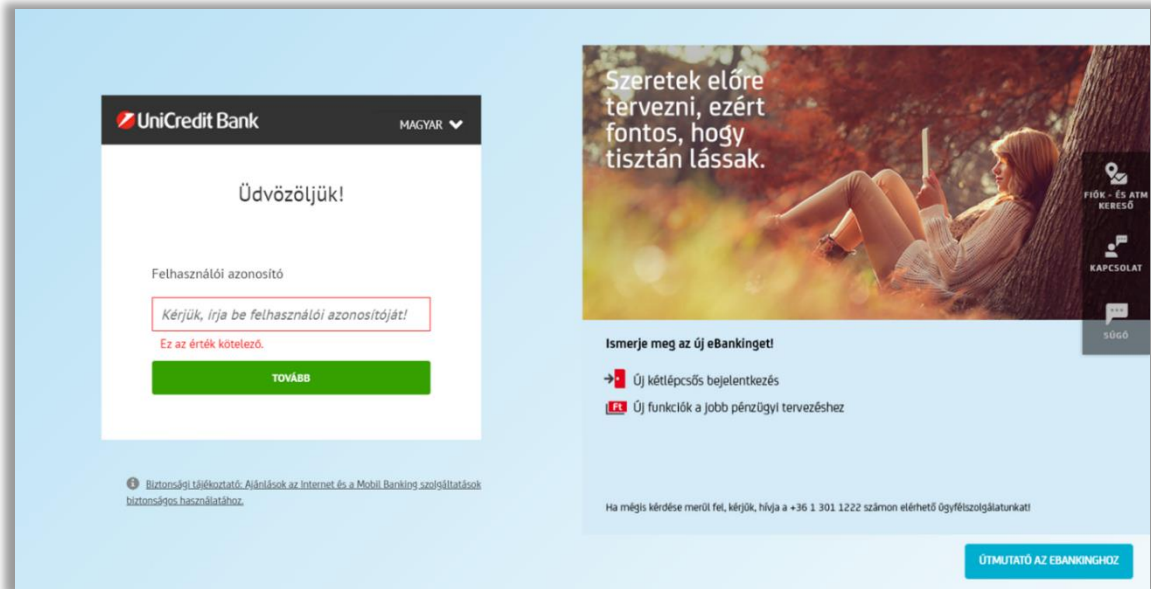 UniCredit Bank
MAGYAR
Üdvözöljük!
Felhasználói azonosító
Kérjük, írja be felhasználói azonosítóját!
Ez az érték kötelező.
TOVÁBB
Biztonsági tájékoztató: Ajánlások az Internet és a Mobil Banking szolgáltatások
biztonságos használatához.
Szeretek előre
tervezni, ezért
fontos, hogy
tisztán lássak.
FIÓK - ÉS ATM
KERESŐ
KAPCSOLAT
SÚGÓ
Ismerje meg az új eBankinget!
Új kétlépcsős bejelentkezés
Ft Új funkciók a jobb pénzügyi tervezéshez
Ha mégis kérdése merül fel, kérjük, hívja a +36 1 301 1222 számon elérhető ügyfélszolgálatunkat!
ÚTMUTATÓ AZ EBANKINGHOZ